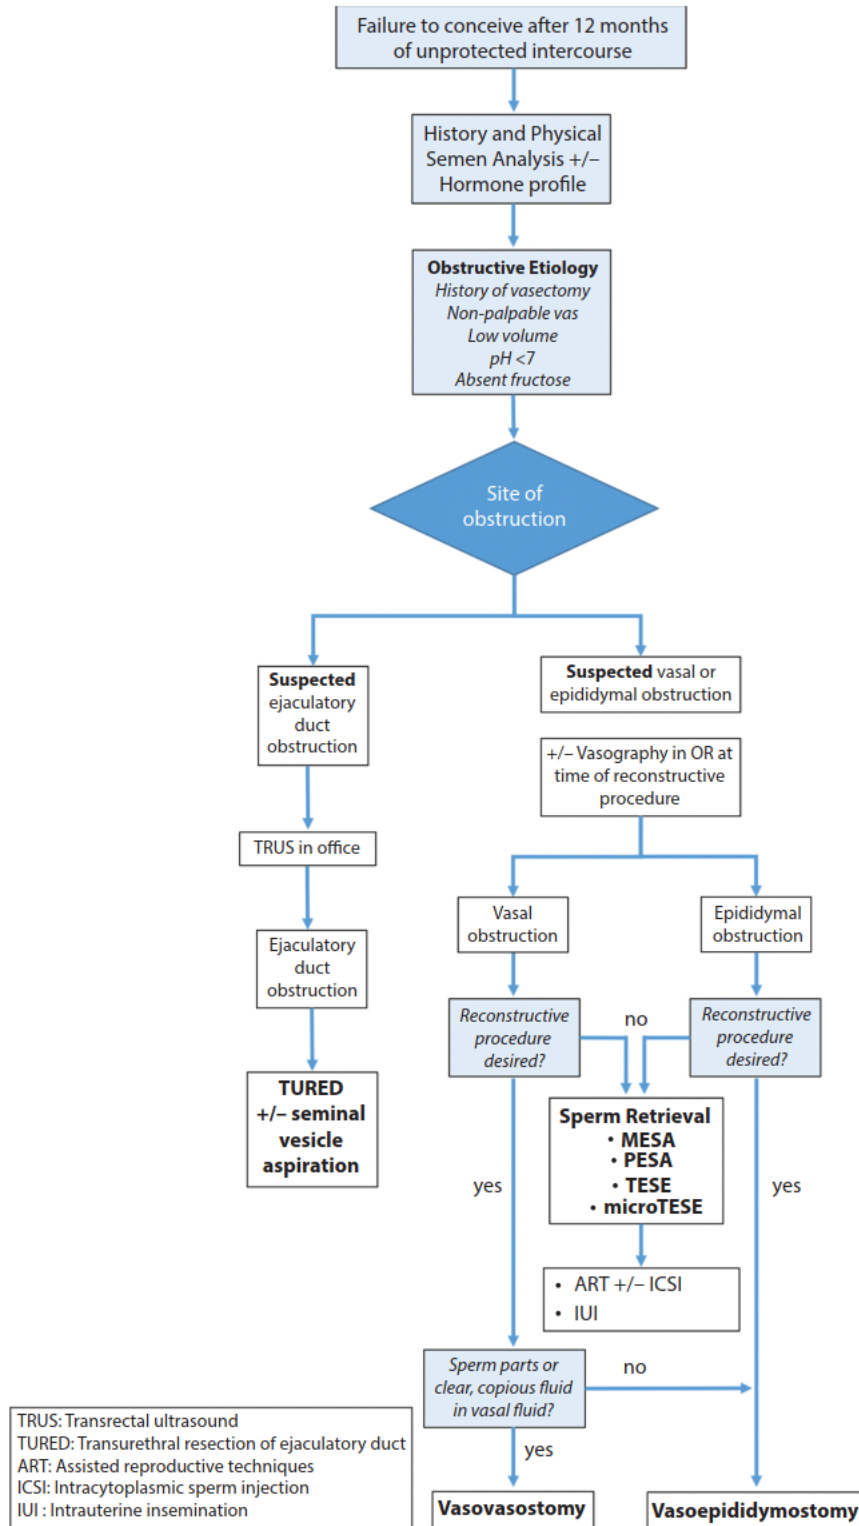 Failure to conceive after 12 months
of unprotected intercourse
History and Physical
Semen Analysis +/–
Hormone profile
Obstructive Etiology
History of vasectomy
Non-palpable vas
Low volume
pH <7
Absent fructose
Site of
obstruction
Suspected
ejaculatory
duct
obstruction
Suspected vasal or
epididymal obstruction
+/– Vasography in OR at
time of reconstructive
procedure
TRUS in office
Vasal
obstruction
Epididymal
obstruction
Ejaculatory
duct
obstruction
Reconstructive
procedure
desired?
no
Reconstructive
procedure
desired?
TURED
+/– seminal
vesicle
aspiration
Sperm Retrieval
• MESA
• PESA
• TESE
• microTESE
yes
yes
• ART +/– ICSI
• IUI
Sperm parts or
clear, copious fluid
in vasal fluid?
no
yes
Vasovasostomy
Vasoepididymostomy
TRUS: Transrectal ultrasound
TURED: Transurethral resection of ejaculatory duct
ART: Assisted reproductive techniques
ICSI: Intracytoplasmic sperm injection
IUI : Intrauterine insemination